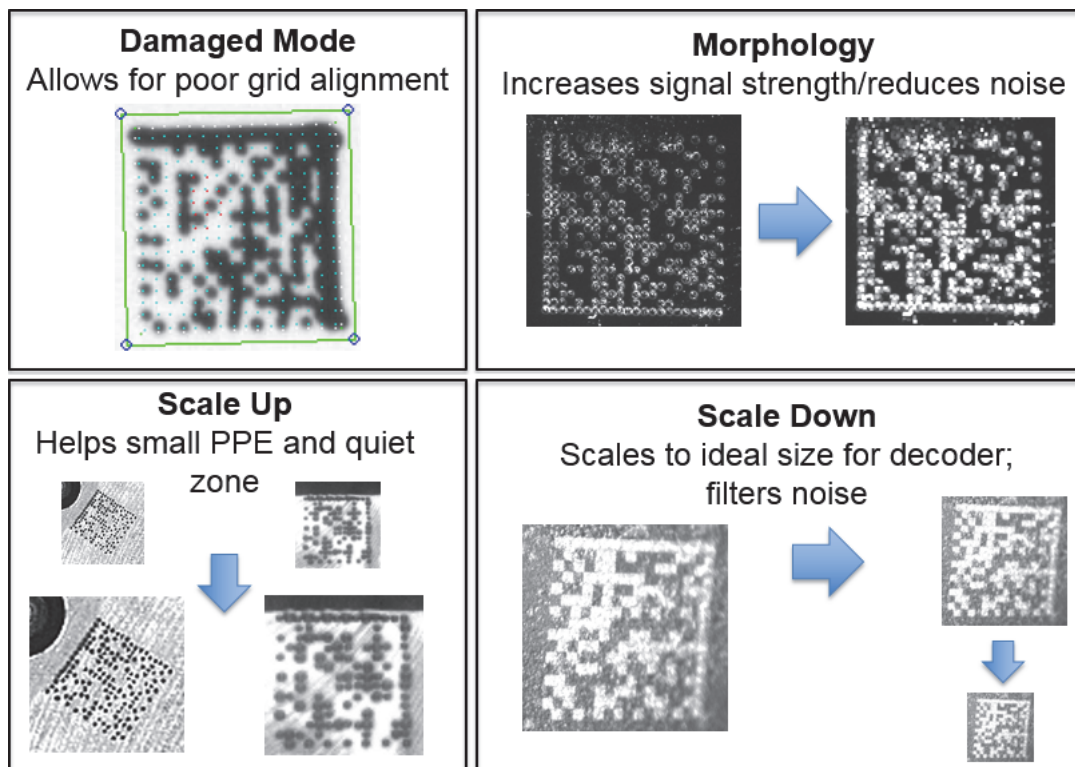 Damaged Mode
Allows for poor grid alignment
Morphology
Increases signal strength/reduces noise
Scale Up
Helps small PPE and quiet
zone
Scale Down
Scales to ideal size for decoder;
filters noise